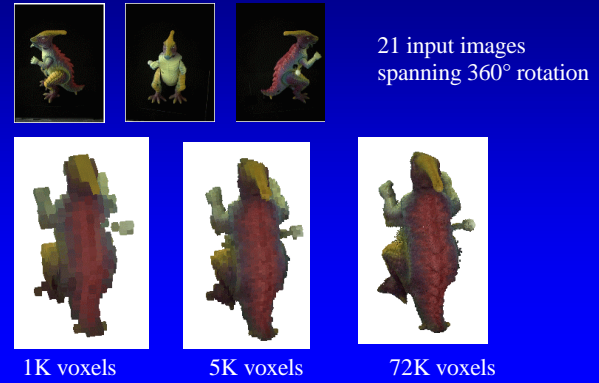 21 input images
spanning 360° rotation
1K voxels
5K voxels
72K voxels